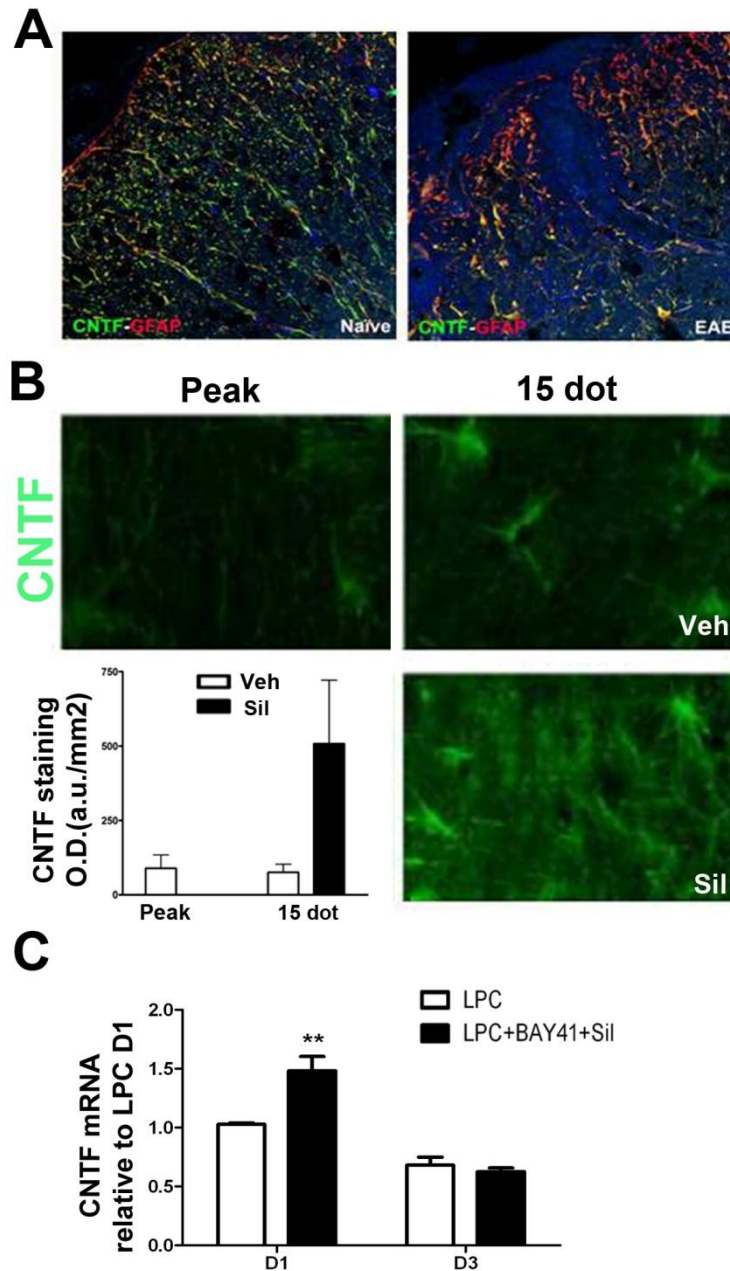 A
CNTF-GFAP
Naïve
CNTF-GFAP
EAE
B
Peak
15 dot
CNTF
Veh
CNTF staining
O.D.(a.u./mm2)
750
500
250
0
Veh
Sil
Peak
15 dot
Sil
C
CNTF mRNA
relative to LPC D1
2.0
1.5
1.0
0.5
0.0
**
LPC
LPC+BAY41+Sil
D1
D3